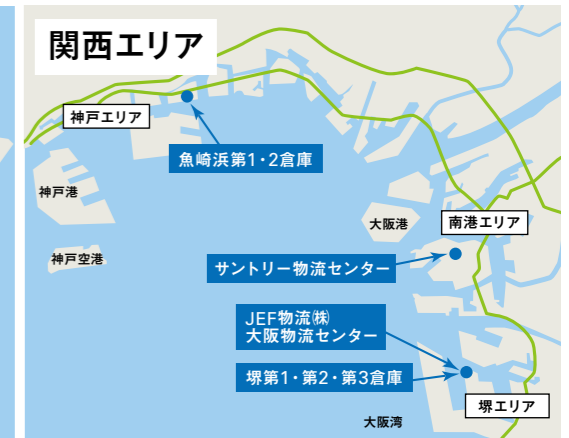 関西エリア
神戸エリア
魚崎浜第1・2倉庫
神戸港
大阪港
南港エリア
神戸空港
サントリー物流センター
JEF物流㈱
大阪物流センター
堺第1・第2・第3倉庫
堺エリア
大阪湾